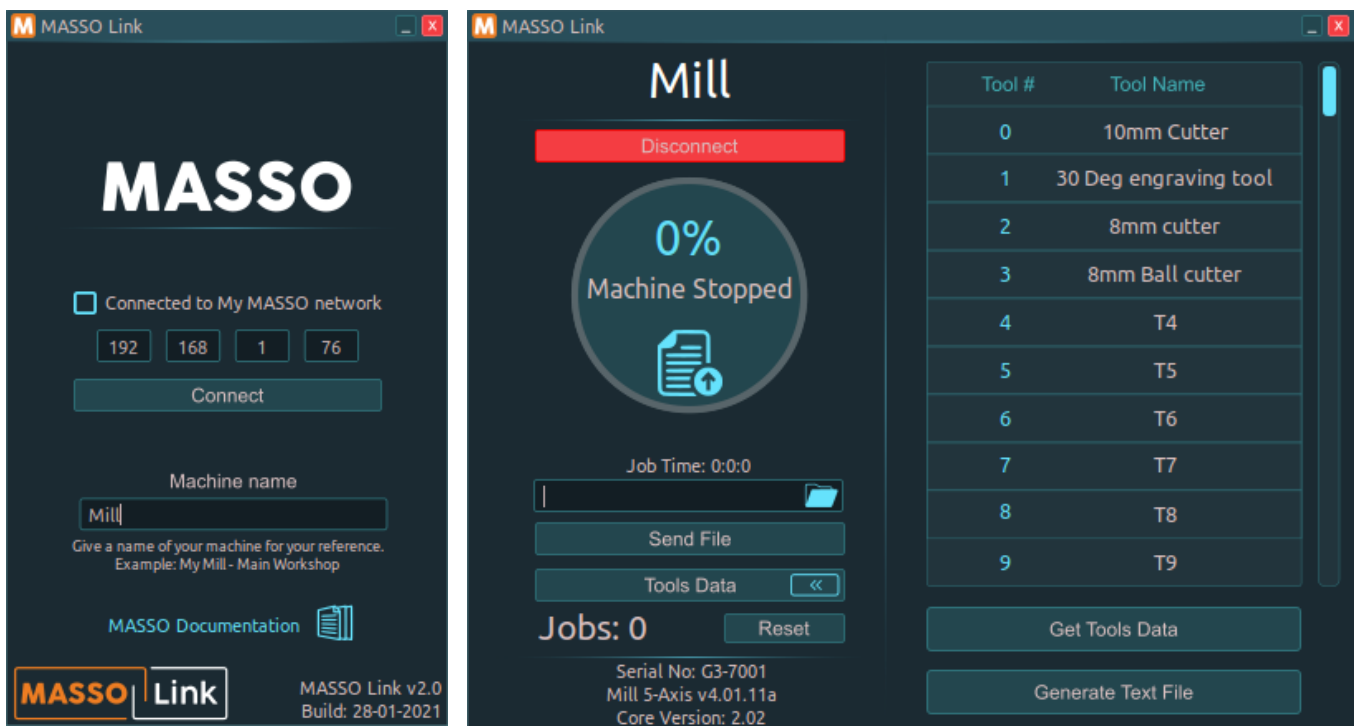 MASSO Link
MASSO
Connected to My MASSO network
192 168 1 76
Connect
Machine name
Mill
Give a name of your machine for your reference.
Example: My Mill - Main Workshop
MASSO Documentation
MASSO Link
MASSO Link v2.0
Build: 28-01-2021
MASSO Link
Mill
Disconnect
0%
Machine Stopped
Job Time: 0:0:0
Send File
Tools Data
Jobs: 0 Reset
Serial No: G3-7001
Mill 5-Axis v4.01.11a
Core Version: 2.02
Tool # Tool Name
0 10mm Cutter
1 30 Deg engraving tool
2 8mm cutter
3 8mm Ball cutter
4 T4
5 T5
6 T6
7 T7
8 T8
9 T9
Get Tools Data
Generate Text File